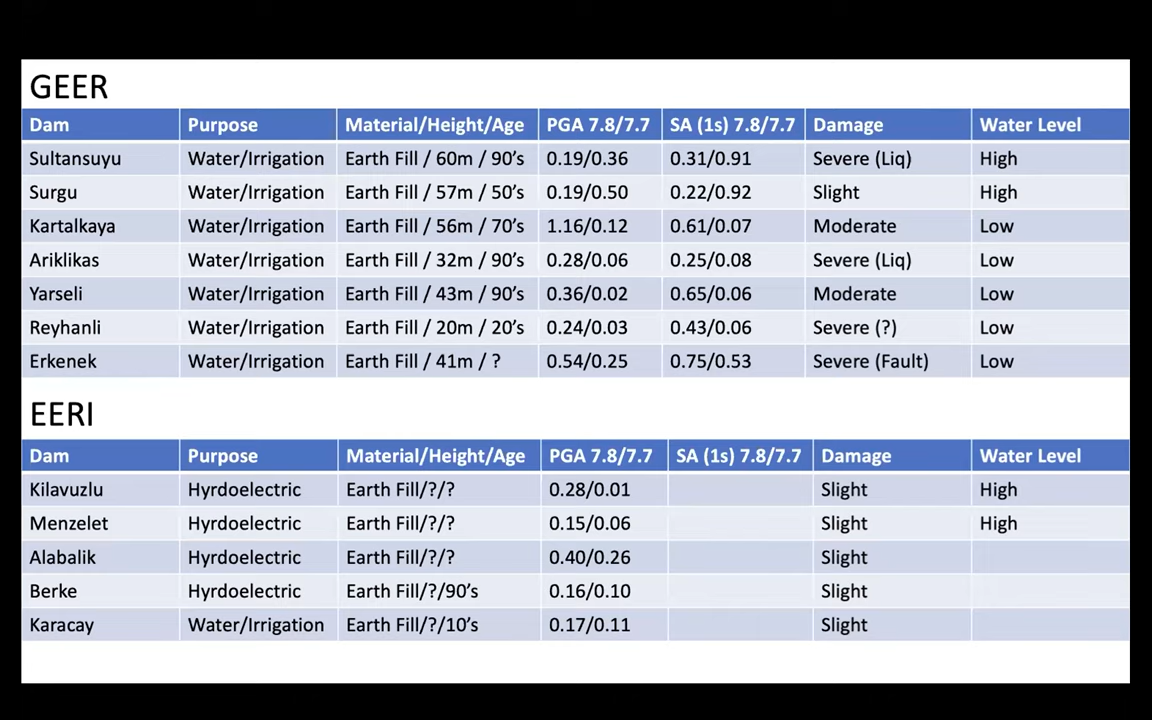 GEER
Dam Purpose Material/Height/Age PGA 7.8/7.7 SA (1s) 7.8/7.7 Damage Water Level
Sultansuyu Water/Irrigation Earth Fill / 60m / 90’s 0.19/0.36 0.31/0.91 Severe (Liq) High
Surgu Water/Irrigation Earth Fill / 57m / 50’s 0.19/0.50 0.22/0.92 Slight High
Kartalkaya Water/Irrigation Earth Fill / 56m / 70’s 1.16/0.12 0.61/0.07 Moderate Low
Ariklikas Water/Irrigation Earth Fill / 32m / 90’s 0.28/0.06 0.25/0.08 Severe (Liq) Low
Yarseli Water/Irrigation Earth Fill / 43m / 90’s 0.36/0.02 0.65/0.06 Moderate Low
Reyhanli Water/Irrigation Earth Fill / 20m / 20’s 0.24/0.03 0.43/0.06 Severe (?) Low
Erkenek Water/Irrigation Earth Fill / 41m / ? 0.54/0.25 0.75/0.53 Severe (Fault) Low
EERI
Dam Purpose Material/Height/Age PGA 7.8/7.7 SA (1s) 7.8/7.7 Damage Water Level
Kilavuzlu Hyrdoelectric Earth Fill/?/? 0.28/0.01 Slight High
Menzelet Hyrdoelectric Earth Fill/?/? 0.15/0.06 Slight High
Alabalik Hyrdoelectric Earth Fill/?/? 0.40/0.26 Slight
Berke Hyrdoelectric Earth Fill/?/90’s 0.16/0.10 Slight
Karacay Water/Irrigation Earth Fill/?/10’s 0.17/0.11 Slight